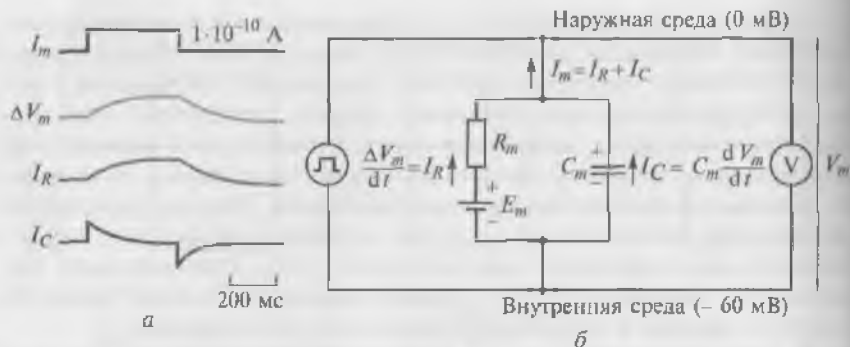 I_m
1·10⁻¹⁰ А
ΔV_m
I_R
I_C
200 мс
а
Наружная среда (0 мВ)
I_m = I_R + I_C
ΔV_m/dt = I_R
R_m
+
E_m
−
C_m
+
−
I_C = C_m dV_m/dt
V
V_m
Внутренняя среда (– 60 мВ)
б